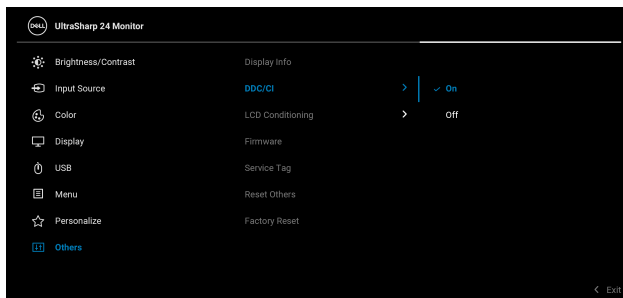 DELL UltraSharp 24 Monitor
Brightness/Contrast Display Info
Input Source DDC/CI > ✓ On
Color LCD Conditioning > Off
Display Firmware
USB Service Tag
Menu Reset Others
Personalize Factory Reset
Others
< Exit